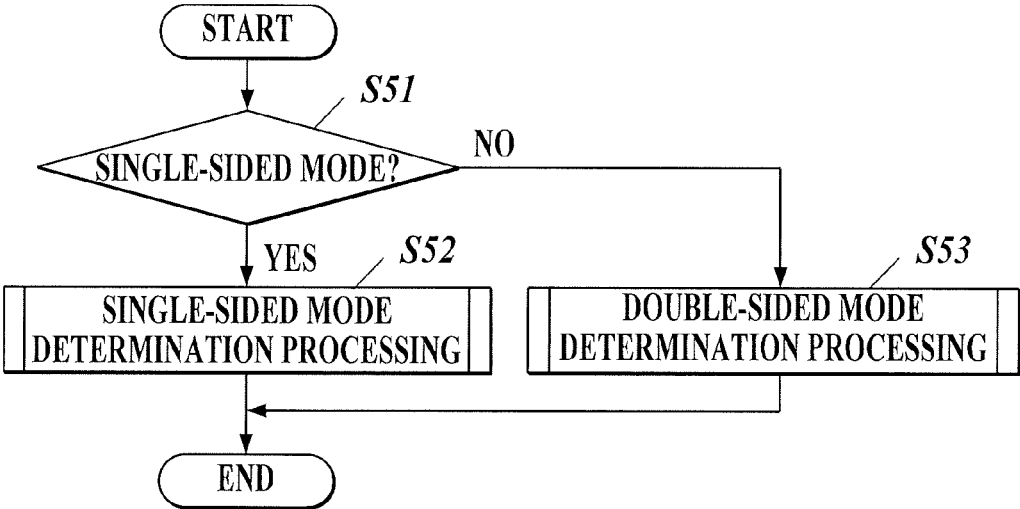 START
S51
SINGLE-SIDED MODE?
NO
YES
S52
SINGLE-SIDED MODE
DETERMINATION PROCESSING
S53
DOUBLE-SIDED MODE
DETERMINATION PROCESSING
END